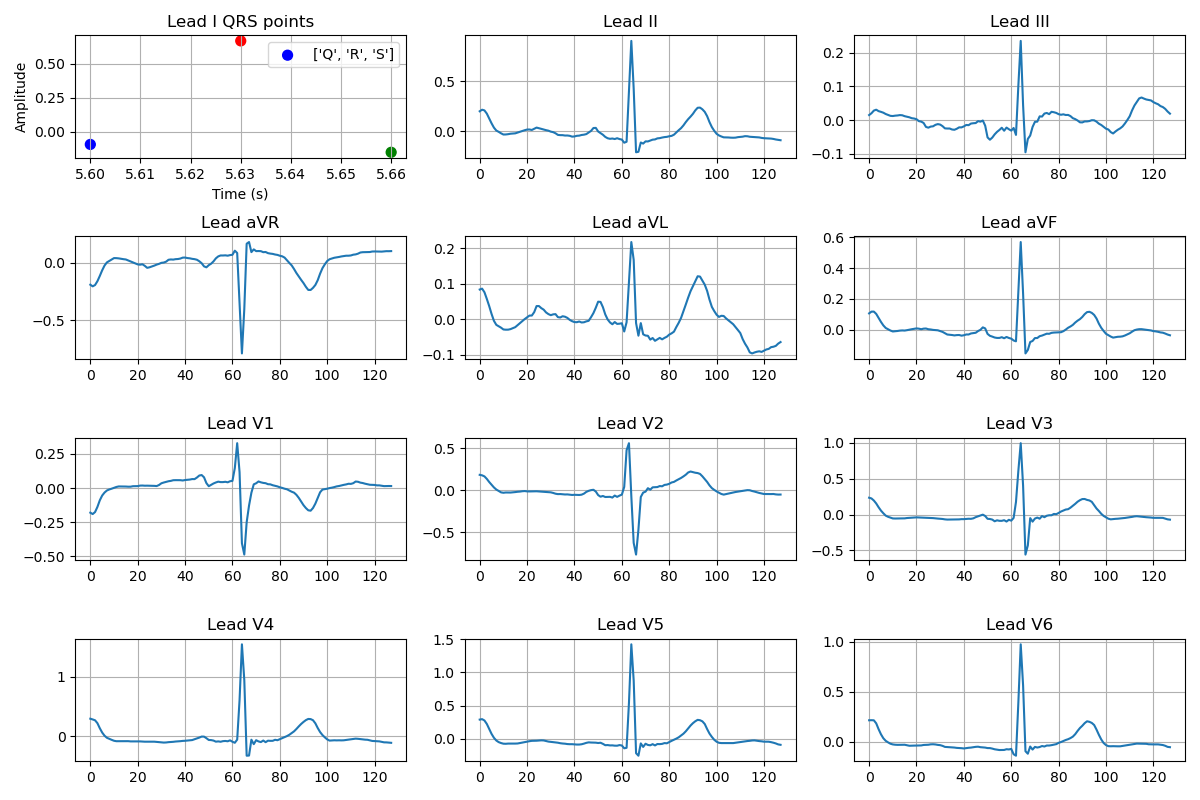 Lead I QRS points
Lead II
Lead III
Amplitude
0.50
0.25
0.00
['Q', 'R', 'S']
5.60 5.61 5.62 5.63 5.64 5.65 5.66
Time (s)
0.5
0.0
0 20 40 60 80 100 120
0.2
0.1
0.0
−0.1
0 20 40 60 80 100 120
Lead aVR
Lead aVL
Lead aVF
0.0
−0.5
0 20 40 60 80 100 120
0.2
0.1
0.0
−0.1
0 20 40 60 80 100 120
0.6
0.4
0.2
0.0
0 20 40 60 80 100 120
Lead V1
Lead V2
Lead V3
0.25
0.00
−0.25
−0.50
0 20 40 60 80 100 120
0.5
0.0
−0.5
0 20 40 60 80 100 120
1.0
0.5
0.0
−0.5
0 20 40 60 80 100 120
Lead V4
Lead V5
Lead V6
1
0
0 20 40 60 80 100 120
1.5
1.0
0.5
0.0
0 20 40 60 80 100 120
1.0
0.5
0.0
0 20 40 60 80 100 120